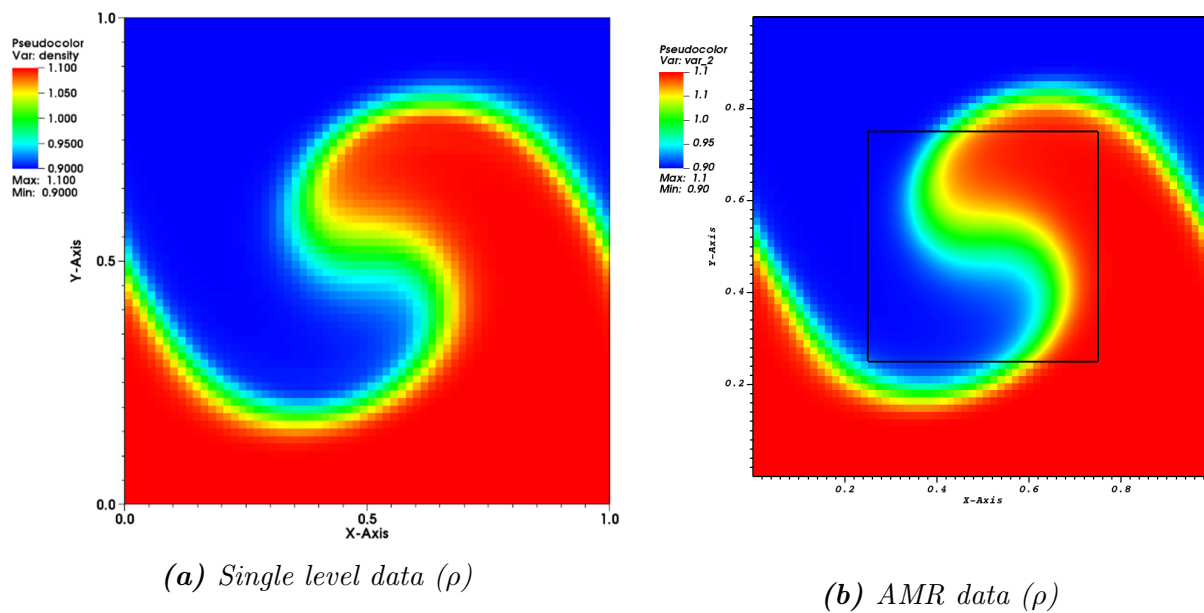 Pseudocolor
Var: density
1.100
1.050
1.000
0.9500
0.9000
Max: 1.100
Min: 0.9000
1.0
0.5
0.0
Y-Axis
0.0 0.5 1.0
X-Axis
(a) Single level data (ρ)
Pseudocolor
Var: var_2
1.1
1.1
1.0
0.95
0.90
Max: 1.1
Min: 0.90
0.8
0.6
0.4
0.2
Y-Axis
0.2 0.4 0.6 0.8
X-Axis
(b) AMR data (ρ)